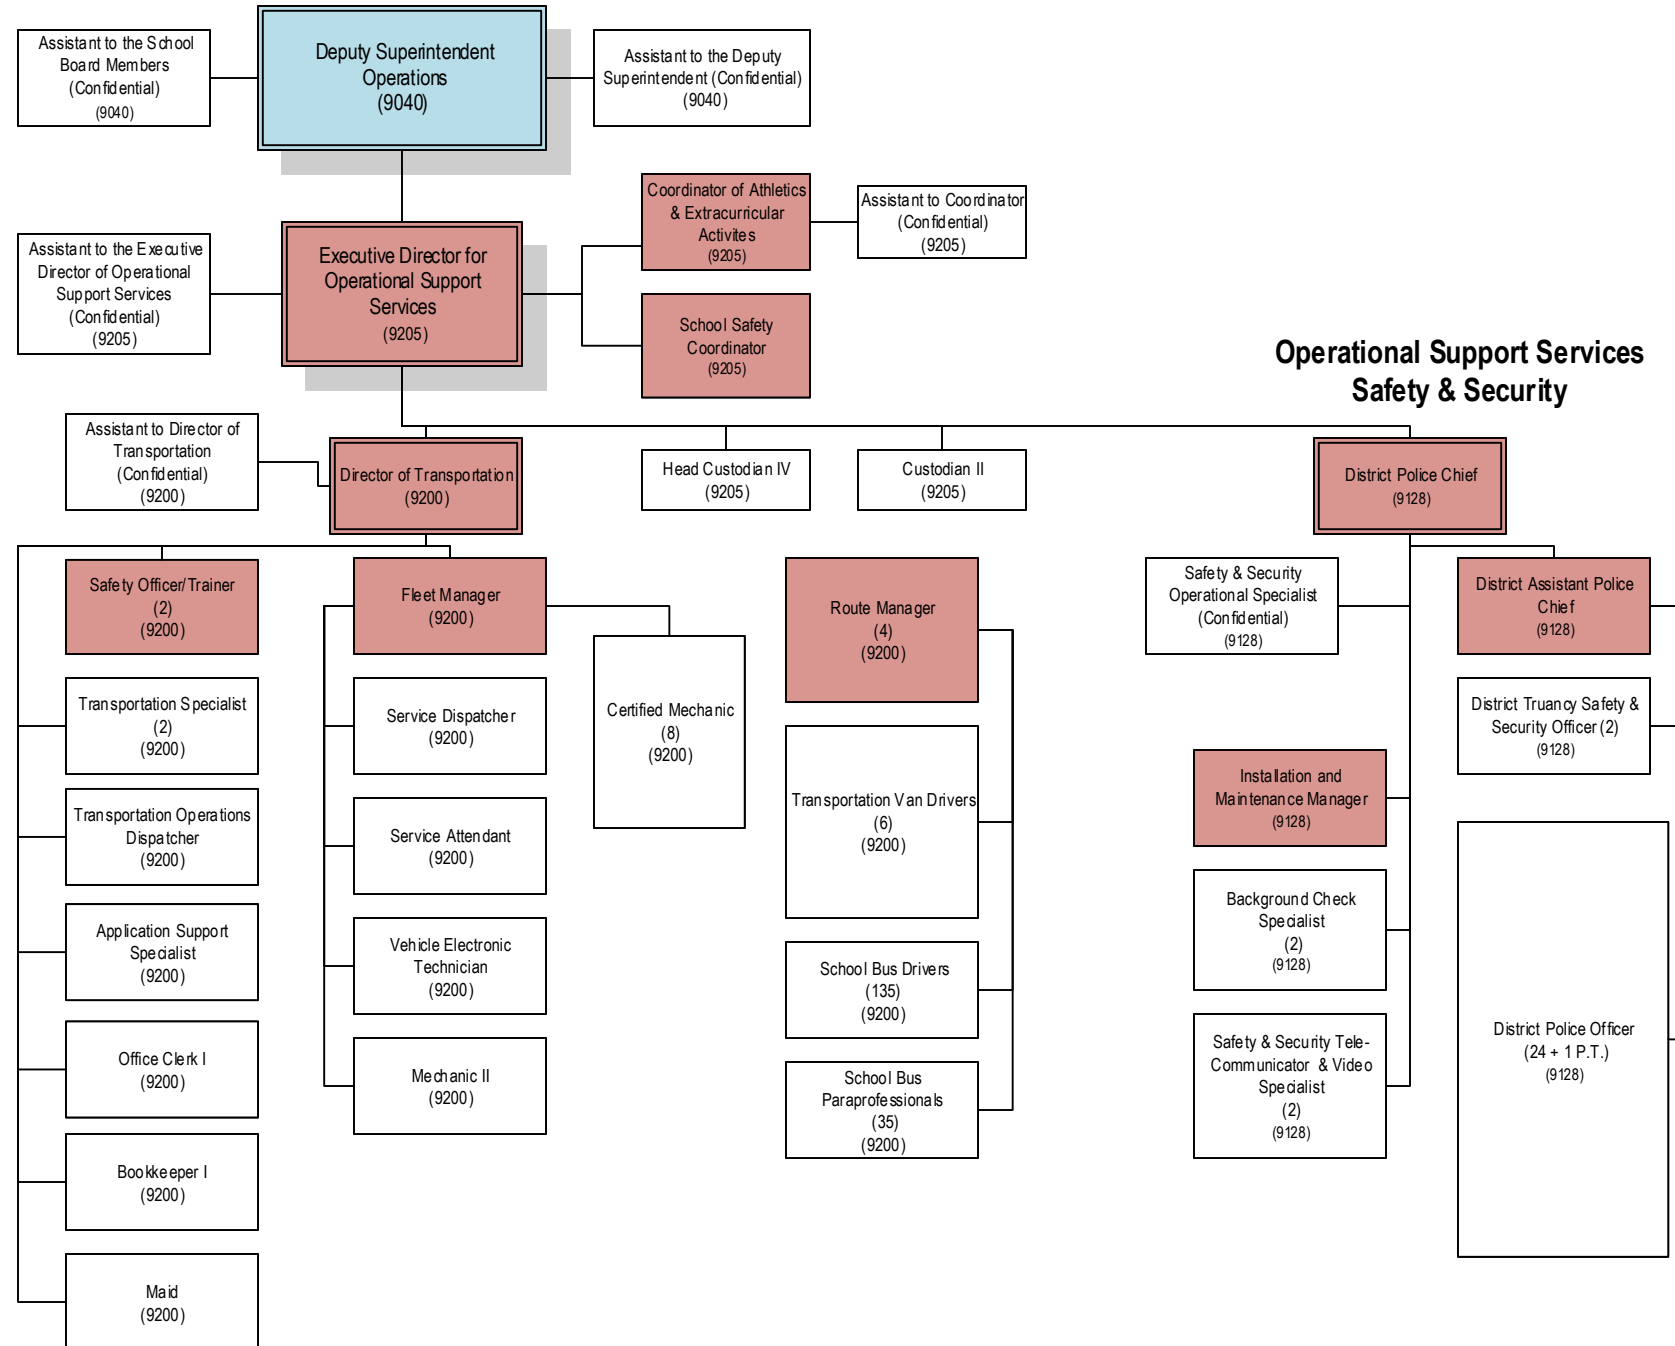 Assistant to the School
Board Members
(Confidential)
(9040)
Deputy Superintendent
Operations
(9040)
Assistant to the Deputy
Superintendent (Confidential)
(9040)
Assistant to the Executive
Director of Operational
Support Services
(Confidential)
(9205)
Executive Director for
Operational Support
Services
(9205)
Coordinator of Athletics
& Extracurricular
Activites
(9205)
Assistant to Coordinator
(Confidential)
(9205)
School Safety
Coordinator
(9205)
Operational Support Services
Safety & Security
Assistant to Director of
Transportation
(Confidential)
(9200)
Director of Transportation
(9200)
Head Custodian IV
(9205)
Custodian II
(9205)
District Police Chief
(9128)
Safety Officer/Trainer
(2)
(9200)
Transportation Specialist
(2)
(9200)
Transportation Operations
Dispatcher
(9200)
Application Support
Specialist
(9200)
Office Clerk I
(9200)
Bookkeeper I
(9200)
Maid
(9200)
Fleet Manager
(9200)
Service Dispatcher
(9200)
Service Attendant
(9200)
Vehicle Electronic
Technician
(9200)
Mechanic II
(9200)
Certified Mechanic
(8)
(9200)
Route Manager
(4)
(9200)
Transportation Van Drivers
(6)
(9200)
School Bus Drivers
(135)
(9200)
School Bus
Paraprofessionals
(35)
(9200)
Safety & Security
Operational Specialist
(Confidential)
(9128)
Installation and
Maintenance Manager
(9128)
Background Check
Specialist
(2)
(9128)
Safety & Security Tele-
Communicator & Video
Specialist
(2)
(9128)
District Assistant Police
Chief
(9128)
District Truancy Safety &
Security Officer (2)
(9128)
District Police Officer
(24 + 1 P.T.)
(9128)